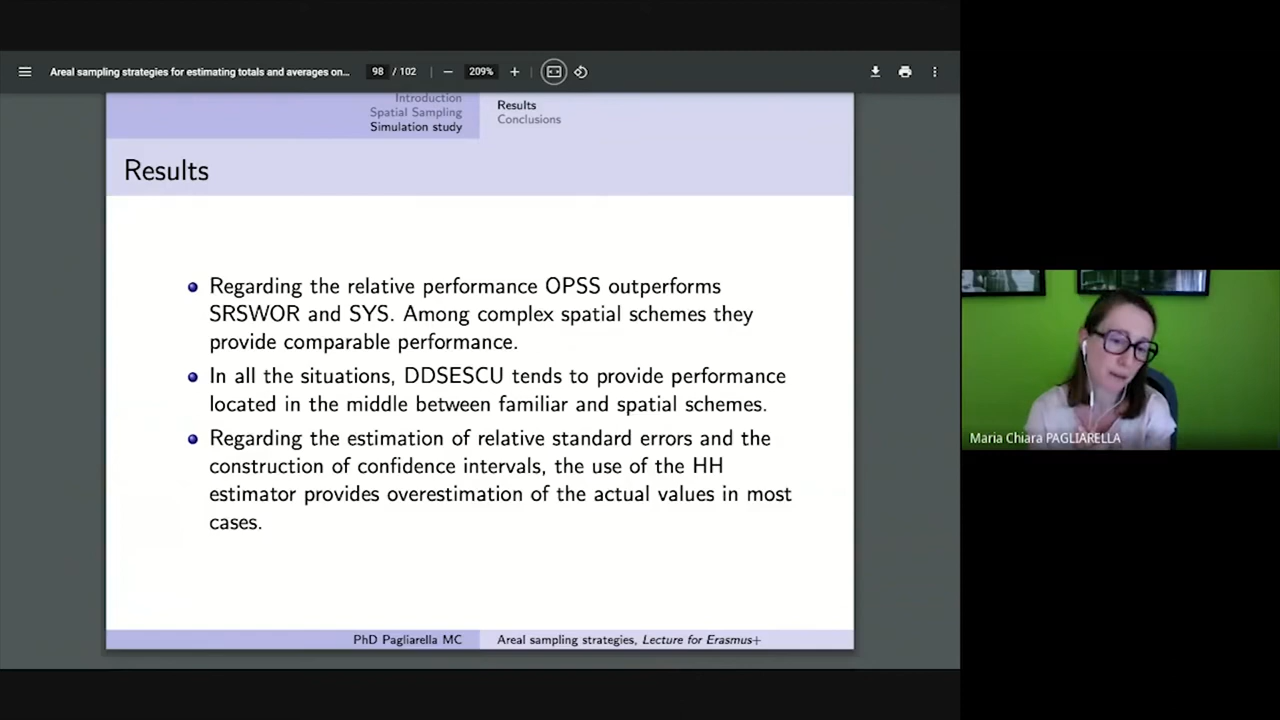 Areal sampling strategies for estimating totals and averages on...
98 / 102
209%
Introduction
Spatial Sampling
Simulation study
Results
Conclusions
Results
Regarding the relative performance OPSS outperforms
SRSWOR and SYS. Among complex spatial schemes they
provide comparable performance.
In all the situations, DDSESCU tends to provide performance
located in the middle between familiar and spatial schemes.
Regarding the estimation of relative standard errors and the
construction of confidence intervals, the use of the HH
estimator provides overestimation of the actual values in most
cases.
PhD Pagliarella MC
Areal sampling strategies, Lecture for Erasmus+
Maria Chiara PAGLIARELLA